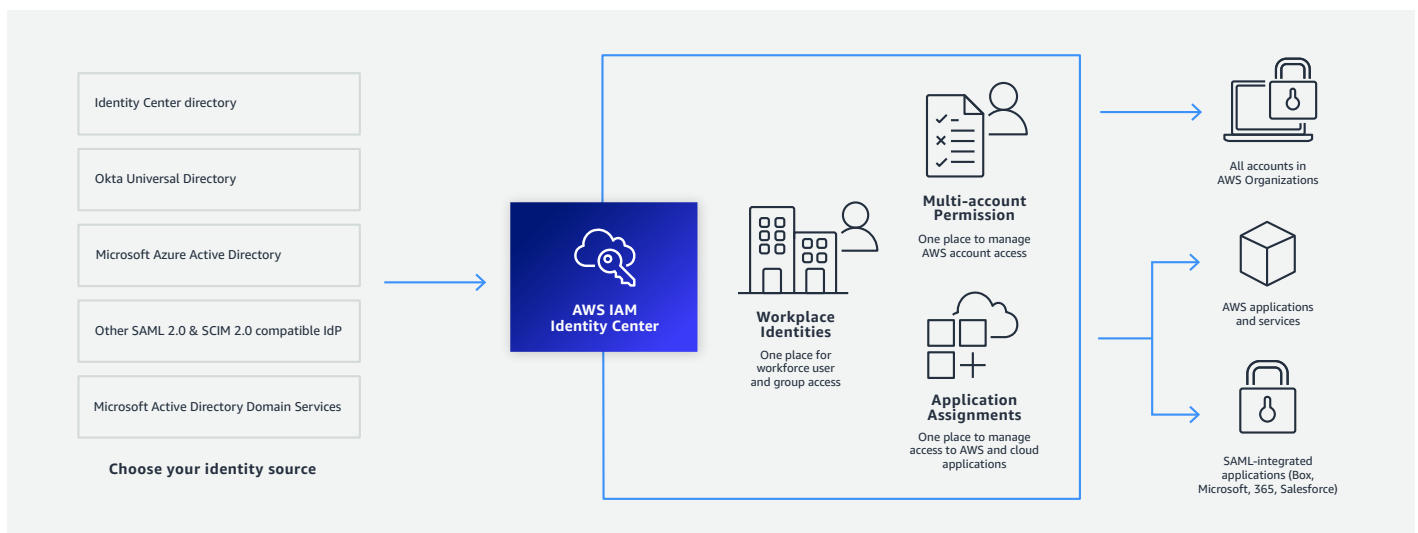 Identity Center directory
Okta Universal Directory
Microsoft Azure Active Directory
Other SAML 2.0 & SCIM 2.0 compatible IdP
Microsoft Active Directory Domain Services
Choose your identity source
AWS IAM
Identity Center
Workplace
Identities
One place for
workforce user
and group access
Multi-account
Permission
One place to manage
AWS account access
Application
Assignments
One place to manage
access to AWS and cloud
applications
All accounts in
AWS Organizations
AWS applications
and services
SAML-integrated
applications (Box,
Microsoft, 365, Salesforce)